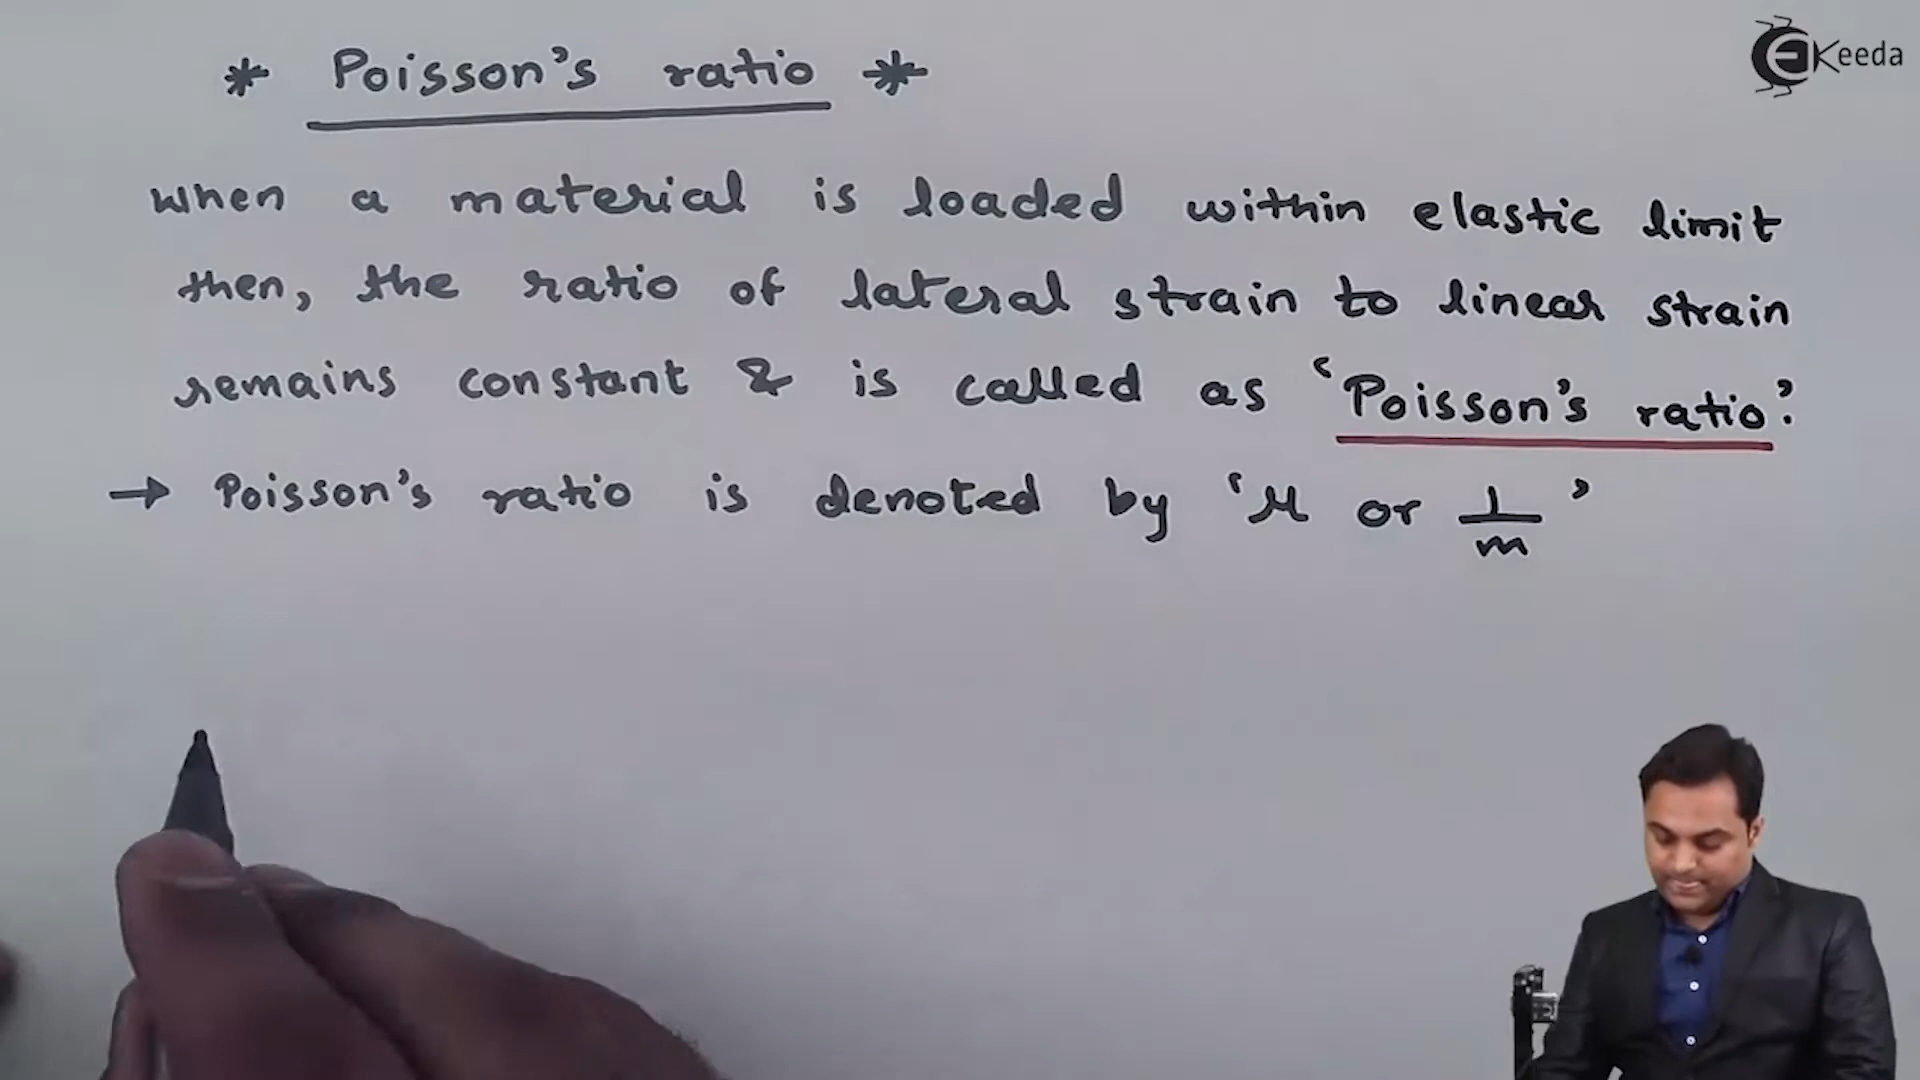 * Poisson's ratio *
EKeeda
When a material is loaded within elastic limit
then, the ratio of lateral strain to linear strain
remains constant & is called as 'Poisson's ratio'.
→ Poisson's ratio is denoted by 'μ or 1/m'